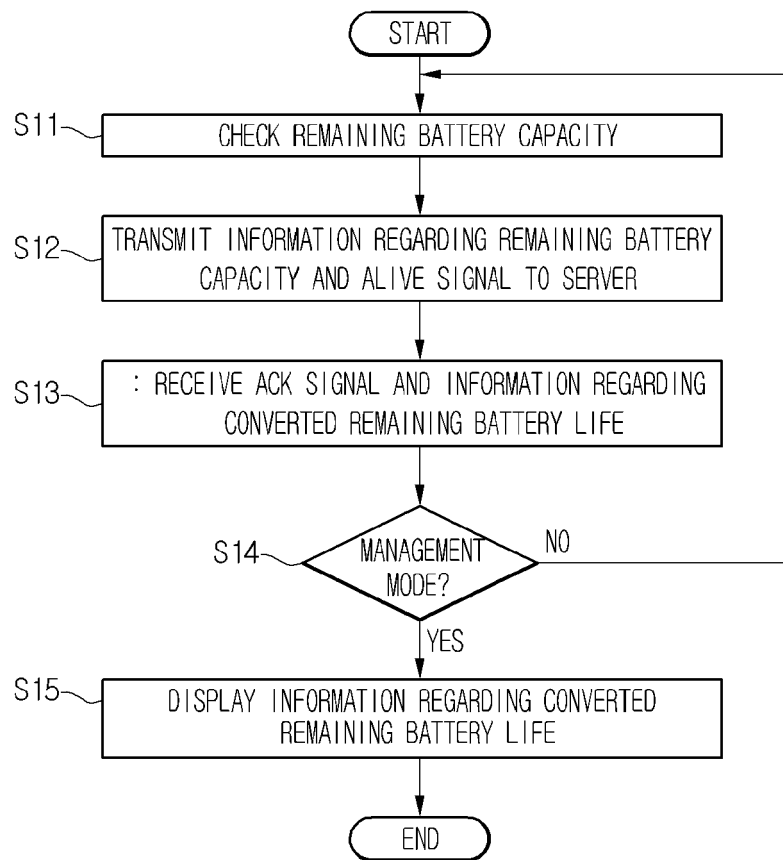 START
S11
CHECK REMAINING BATTERY CAPACITY
S12
TRANSMIT INFORMATION REGARDING REMAINING BATTERY
CAPACITY AND ALIVE SIGNAL TO SERVER
S13
: RECEIVE ACK SIGNAL AND INFORMATION REGARDING
CONVERTED REMAINING BATTERY LIFE
S14
MANAGEMENT
MODE?
NO
YES
S15
DISPLAY INFORMATION REGARDING CONVERTED
REMAINING BATTERY LIFE
END